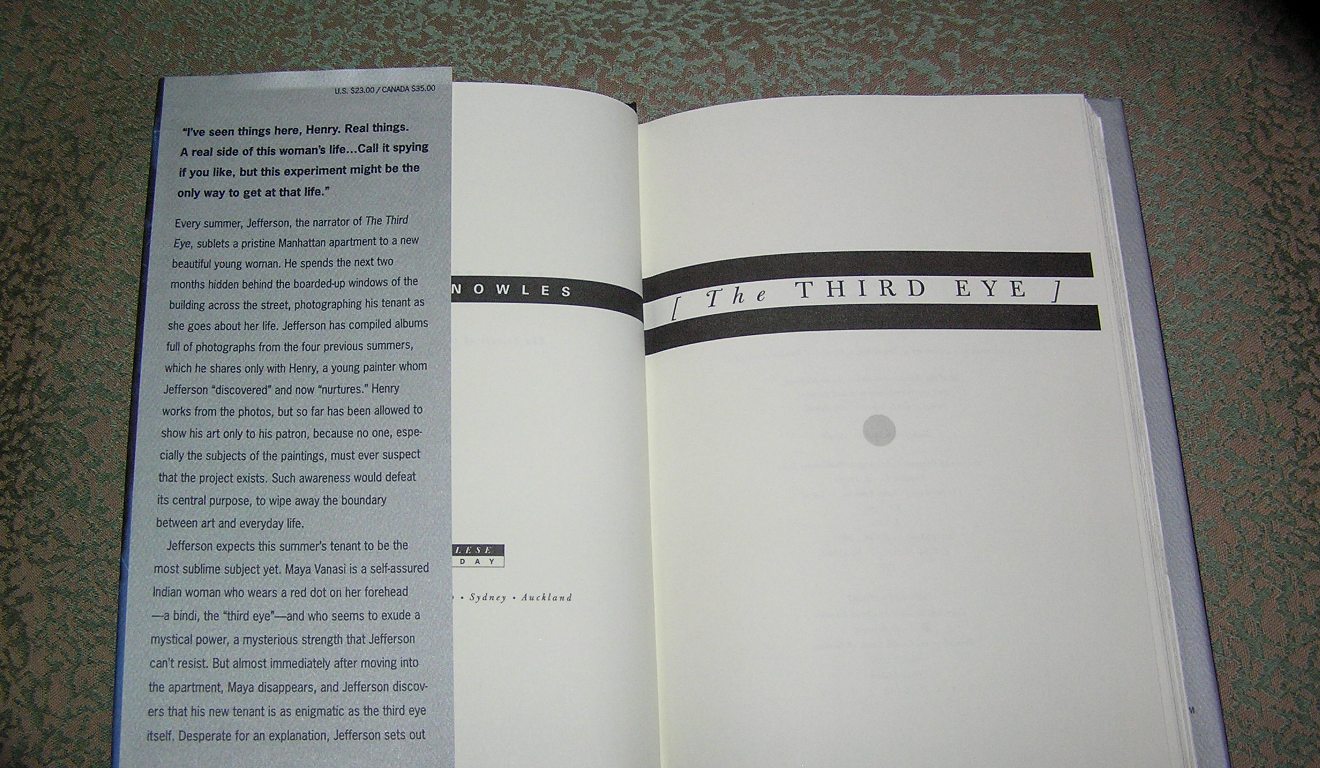 U.S. $23.00 / CANADA $35.00
“I’ve seen things here, Henry. Real things.
A real side of this woman’s life...Call it spying
if you like, but this experiment might be the
only way to get at that life.”
Every summer, Jefferson, the narrator of The Third
Eye, sublets a pristine Manhattan apartment to a new
beautiful young woman. He spends the next two
months hidden behind the boarded-up windows of the
building across the street, photographing his tenant as
she goes about her life. Jefferson has compiled albums
full of photographs from the four previous summers,
which he shares only with Henry, a young painter whom
Jefferson “discovered” and now “nurtures.” Henry
works from the photos, but so far has been allowed to
show his art only to his patron, because no one, espe-
cially the subjects of the paintings, must ever suspect
that the project exists. Such awareness would defeat
its central purpose, to wipe away the boundary
between art and everyday life.
Jefferson expects this summer’s tenant to be the
most sublime subject yet. Maya Vanasi is a self-assured
Indian woman who wears a red dot on her forehead
—a bindi, the “third eye”—and who seems to exude a
mystical power, a mysterious strength that Jefferson
can’t resist. But almost immediately after moving into
the apartment, Maya disappears, and Jefferson discov-
ers that his new tenant is as enigmatic as the third eye
itself. Desperate for an explanation, Jefferson sets out
NOWLES
LESE
DAY
• Sydney • Auckland
[ The THIRD EYE ]